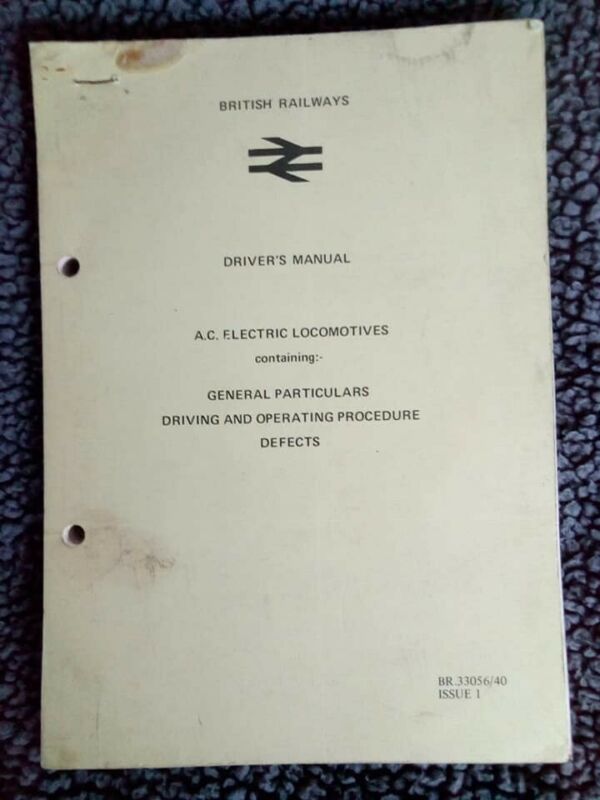 BRITISH RAILWAYS
DRIVER'S MANUAL
A.C. ELECTRIC LOCOMOTIVES
containing:-
GENERAL PARTICULARS
DRIVING AND OPERATING PROCEDURE
DEFECTS
BR.33056/40
ISSUE 1